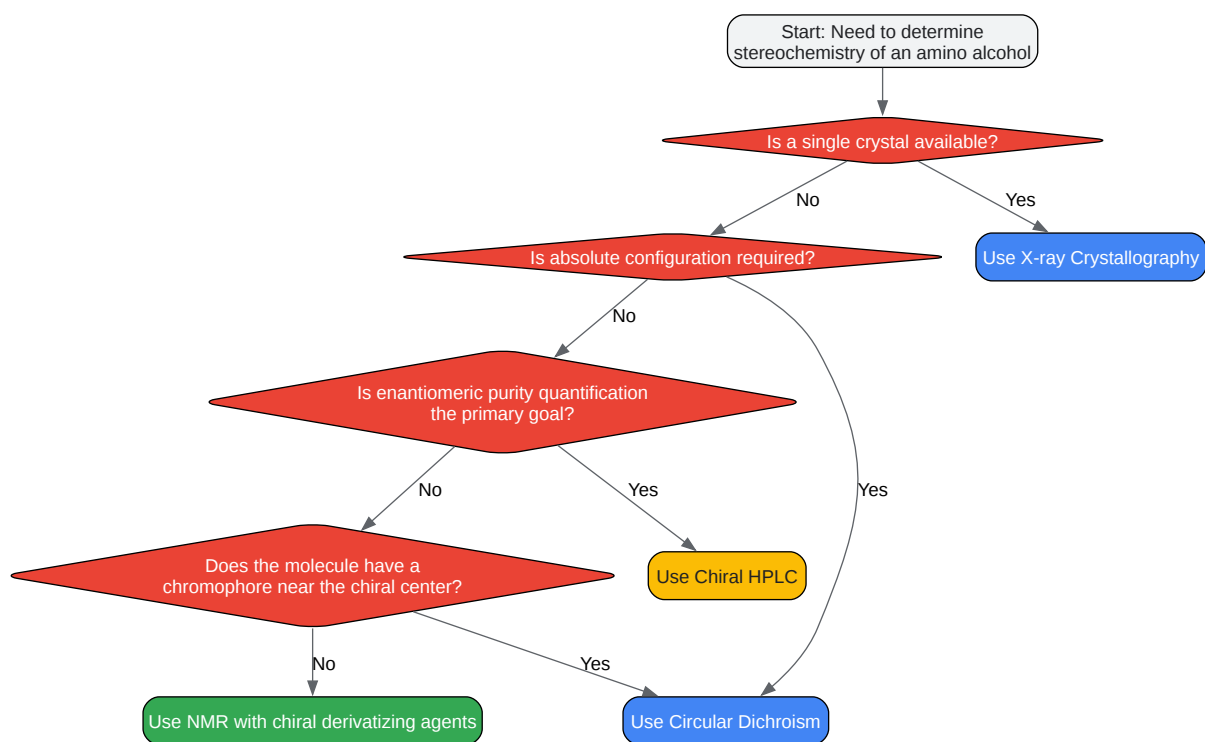 Start: Need to determine
stereochemistry of an amino alcohol
Is a single crystal available?
No
Yes
Is absolute configuration required?
Use X-ray Crystallography
No
Is enantiomeric purity quantification
the primary goal?
No
Yes
Yes
Does the molecule have a
chromophore near the chiral center?
Use Chiral HPLC
No
Yes
Use NMR with chiral derivatizing agents
Use Circular Dichroism